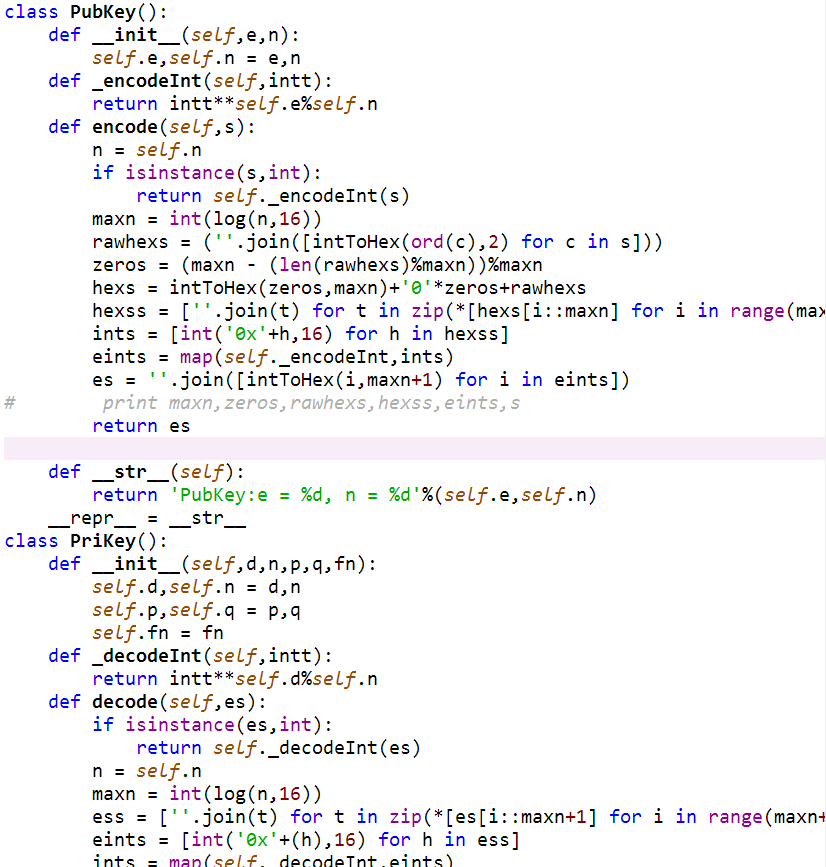 class PubKey():
    def __init__(self,e,n):
        self.e,self.n = e,n
    def _encodeInt(self,intt):
        return intt**self.e%self.n
    def encode(self,s):
        n = self.n
        if isinstance(s,int):
            return self._encodeInt(s)
        maxn = int(log(n,16))
        rawhexs = (''.join([intToHex(ord(c),2) for c in s]))
        zeros = (maxn - (len(rawhexs)%maxn))%maxn
        hexs = intToHex(zeros,maxn)+'0'*zeros+rawhexs
        hexss = [''.join(t) for t in zip(*[hexs[i::maxn] for i in range(max
        ints = [int('0x'+h,16) for h in hexss]
        eints = map(self._encodeInt,ints)
        es = ''.join([intToHex(i,maxn+1) for i in eints])
#        print maxn,zeros,rawhexs,hexss,eints,s
        return es
    def __str__(self):
        return 'PubKey:e = %d, n = %d'%(self.e,self.n)
    __repr__ = __str__
class PriKey():
    def __init__(self,d,n,p,q,fn):
        self.d,self.n = d,n
        self.p,self.q = p,q
        self.fn = fn
    def _decodeInt(self,intt):
        return intt**self.d%self.n
    def decode(self,es):
        if isinstance(es,int):
            return self._decodeInt(es)
        n = self.n
        maxn = int(log(n,16))
        ess = [''.join(t) for t in zip(*[es[i::maxn+1] for i in range(maxn+
        eints = [int('0x'+(h),16) for h in ess]
        ints = map(self._decodeInt,eints)